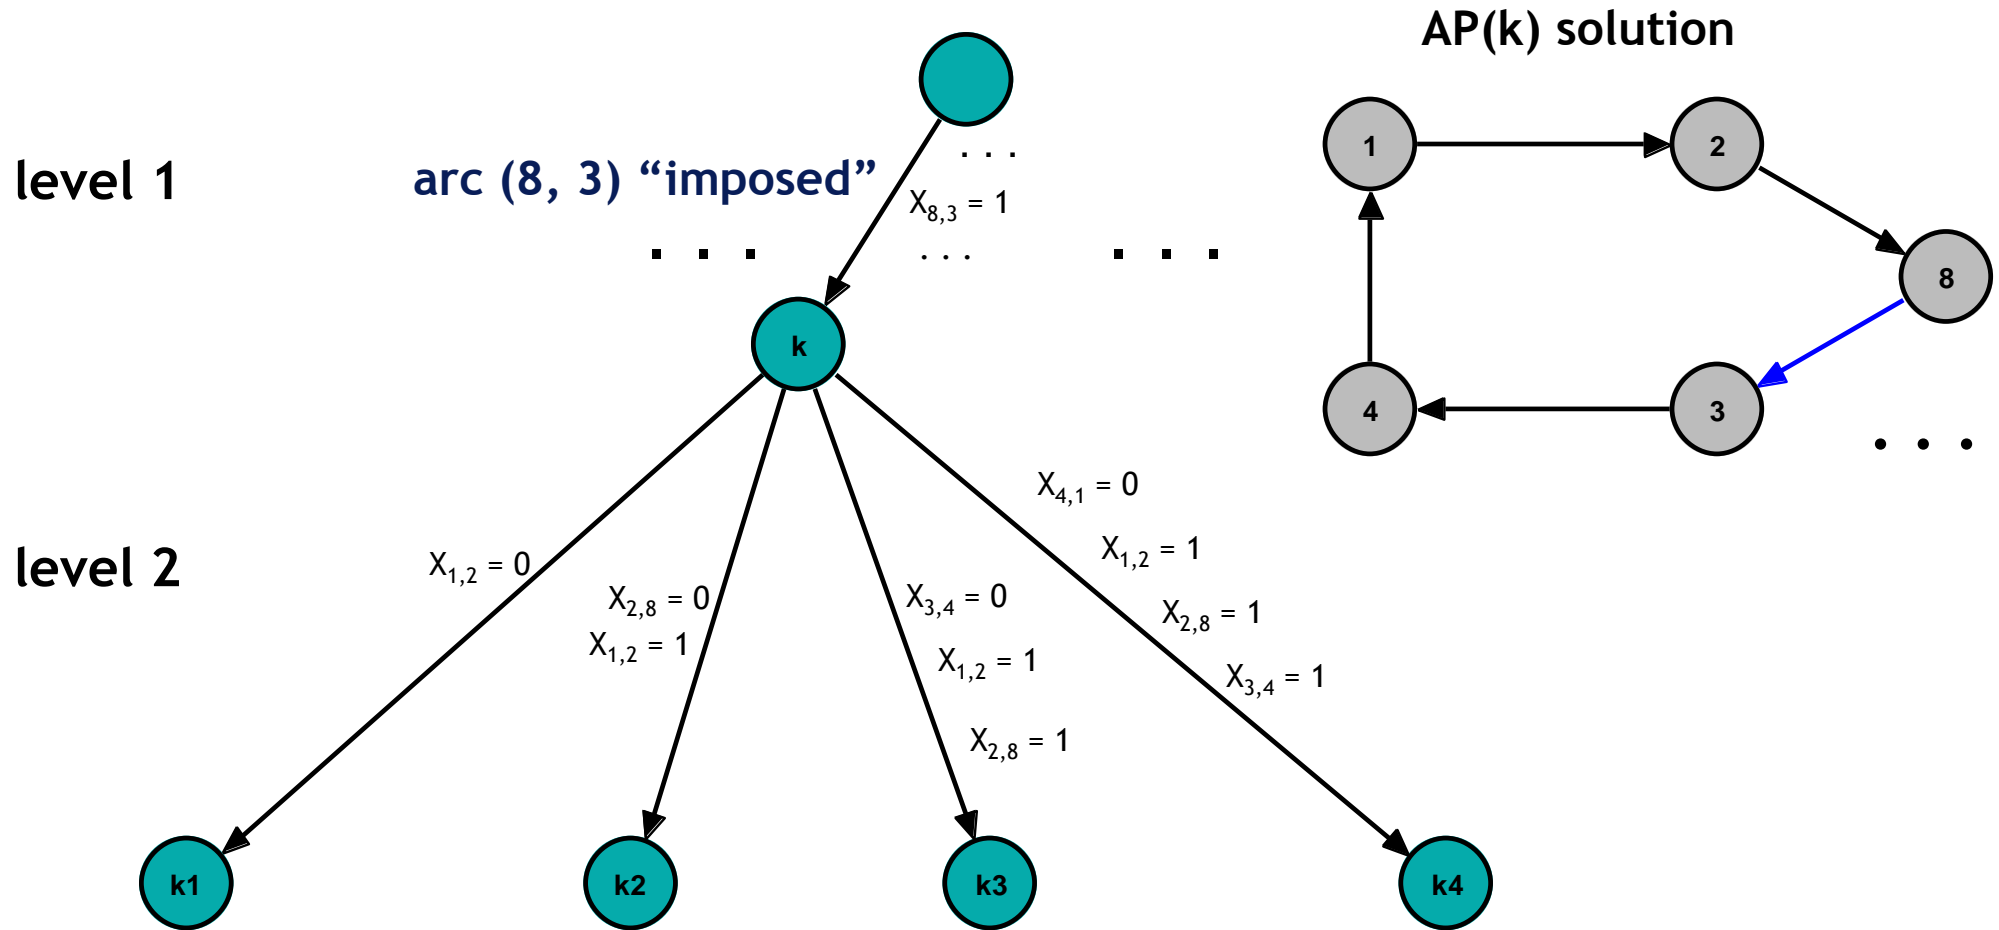 AP(k) solution
1
2
level 1
arc (8, 3) “imposed”
. . .
X8,3 = 1
. . .
. . .
. . .
8
k
4
3
. . .
X4,1 = 0
X1,2 = 1
level 2
X1,2 = 0
X2,8 = 0
X3,4 = 0
X2,8 = 1
X1,2 = 1
X1,2 = 1
X3,4 = 1
X2,8 = 1
k1
k2
k3
k4